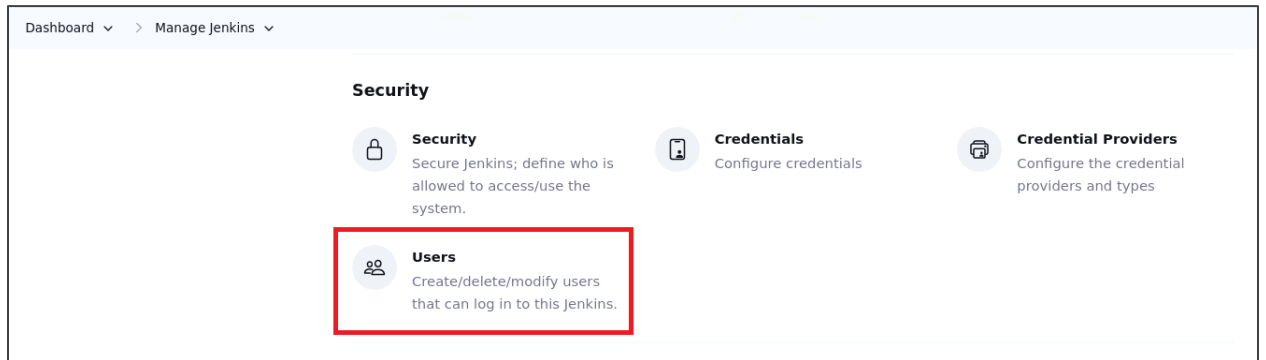 Dashboard > Manage Jenkins
Security
Security
Secure Jenkins; define who is
allowed to access/use the
system.
Credentials
Configure credentials
Credential Providers
Configure the credential
providers and types
Users
Create/delete/modify users
that can log in to this Jenkins.